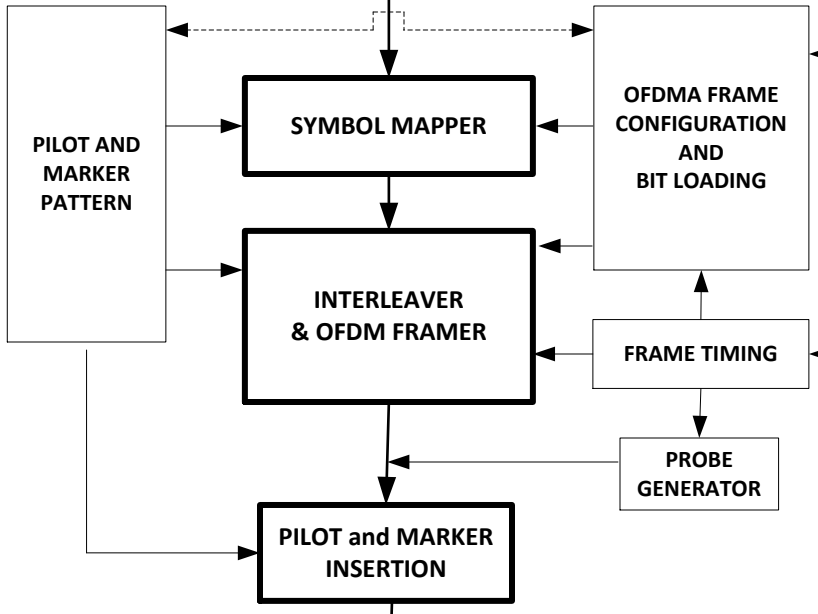 SYMBOL MAPPER
OFDMA FRAME
CONFIGURATION
AND
BIT LOADING
PILOT AND
MARKER
PATTERN
INTERLEAVER
& OFDM FRAMER
FRAME TIMING
PROBE
GENERATOR
PILOT and MARKER
INSERTION